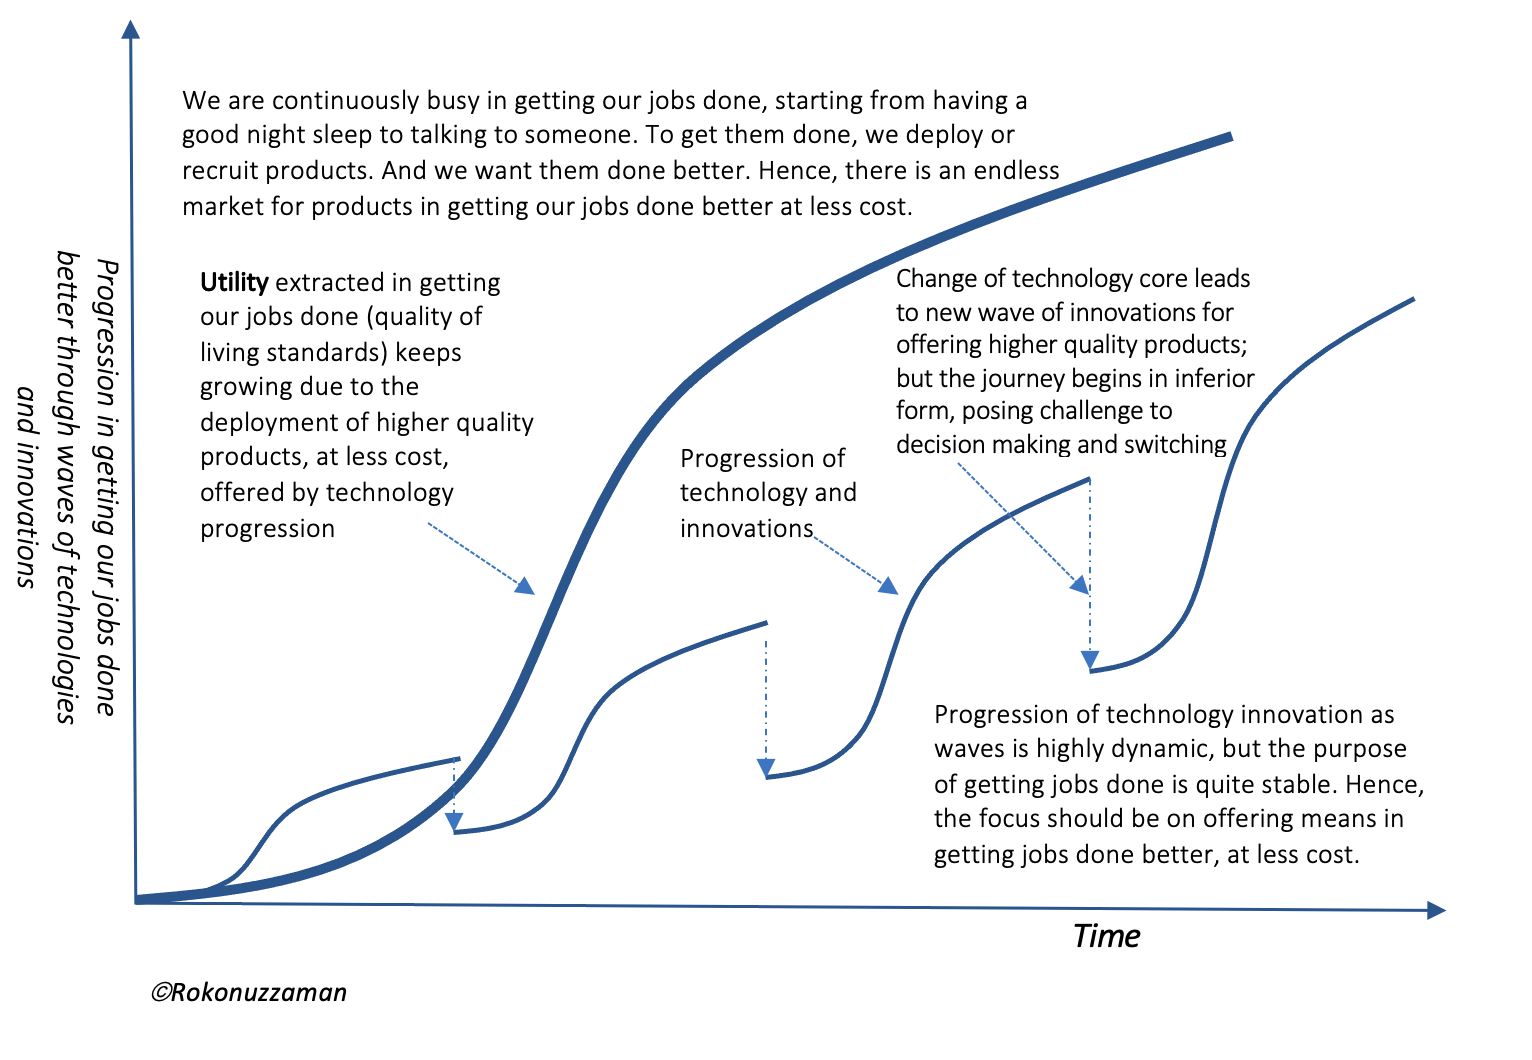 We are continuously busy in getting our jobs done, starting from having a
good night sleep to talking to someone. To get them done, we deploy or
recruit products. And we want them done better. Hence, there is an endless
market for products in getting our jobs done better at less cost.
Utility extracted in getting
our jobs done (quality of
living standards) keeps
growing due to the
deployment of higher quality
products, at less cost,
offered by technology
progression
Progression of
technology and
innovations
Change of technology core leads
to new wave of innovations for
offering higher quality products;
but the journey begins in inferior
form, posing challenge to
decision making and switching
Progression of technology innovation as
waves is highly dynamic, but the purpose
of getting jobs done is quite stable. Hence,
the focus should be on offering means in
getting jobs done better, at less cost.
Progression in getting our jobs done
better through waves of technologies
and innovations
Time
©Rokonuzzaman